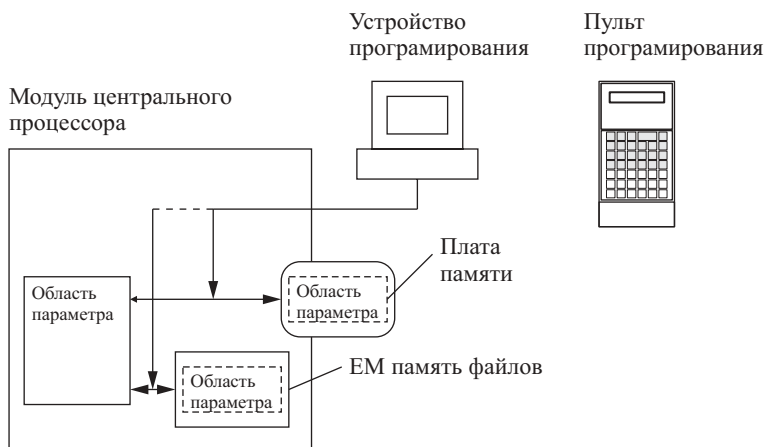 Устройство
програмирования
Пульт
програмирования
Модуль центрального
процессора
Плата
памяти
Область
параметра
Область
параметра
ЕМ память файлов
Область
параметра